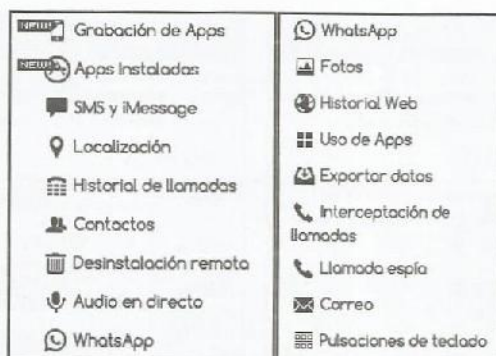 NEW! Grabación de Apps
NEW! Apps Instaladas
SMS y iMessage
Localización
Historial de llamadas
Contactos
Desinstalación remota
Audio en directo
WhatsApp
WhatsApp
Fotos
Historial Web
Uso de Apps
Exportar datos
Interceptación de
llamadas
Llamada espía
Correo
Pulsaciones de teclado